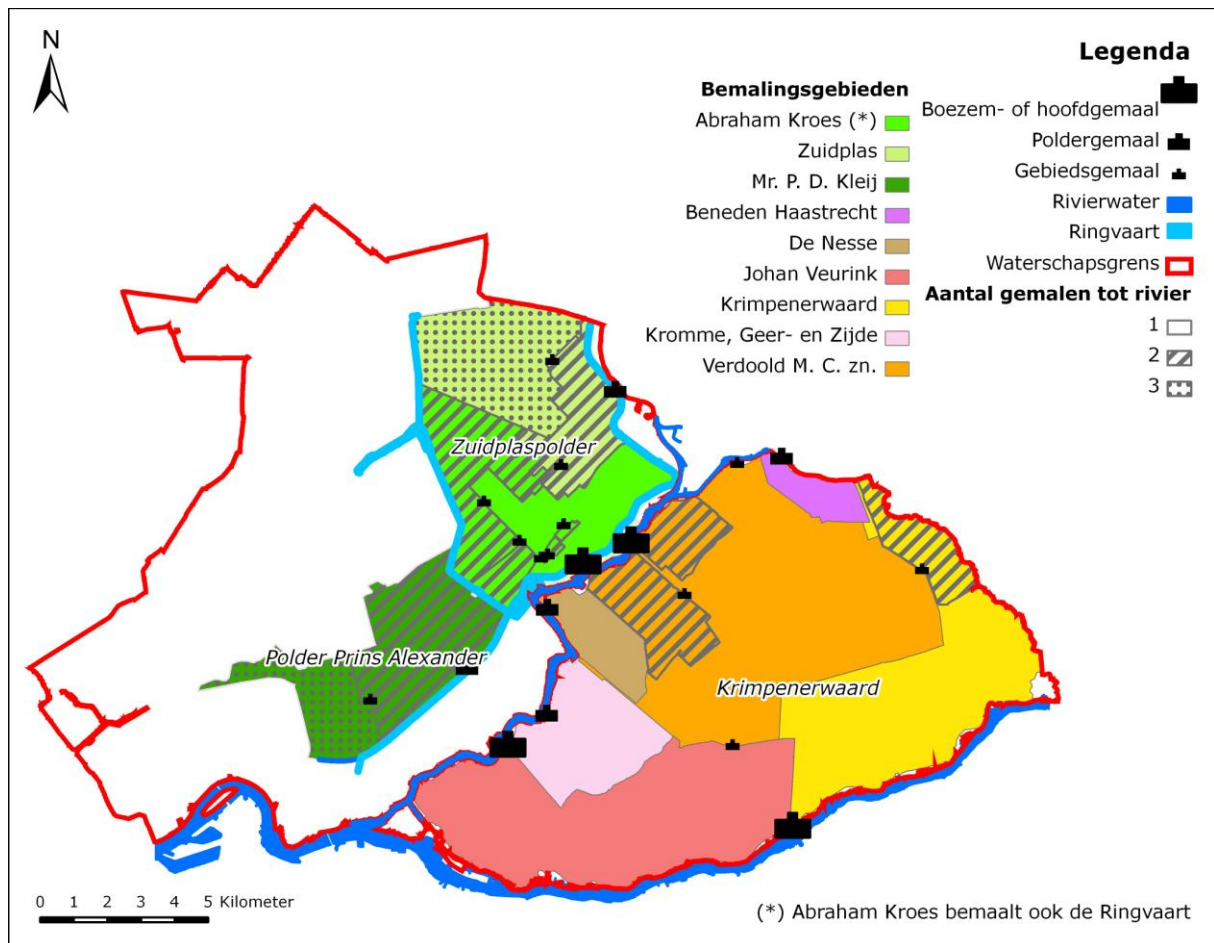 N
Legenda
Bemalingsgebieden
Abraham Kroes (*)
Zuidplas
Mr. P. D. Kleij
Beneden Haastrecht
De Nesse
Johan Veurink
Krimpenerwaard
Kromme, Geer- en Zijde
Verdoold M. C. zn.
Boezem- of hoofdgemaal
Poldergemaal
Gebiedsgemaal
Rivierwater
Ringvaart
Waterschapsgrens
Aantal gemalen tot rivier
1
2
3
Zuidplaspolder
Polder Prins Alexander
Krimpenerwaard
0 1 2 3 4 5 Kilometer
(*) Abraham Kroes bemaalt ook de Ringvaart